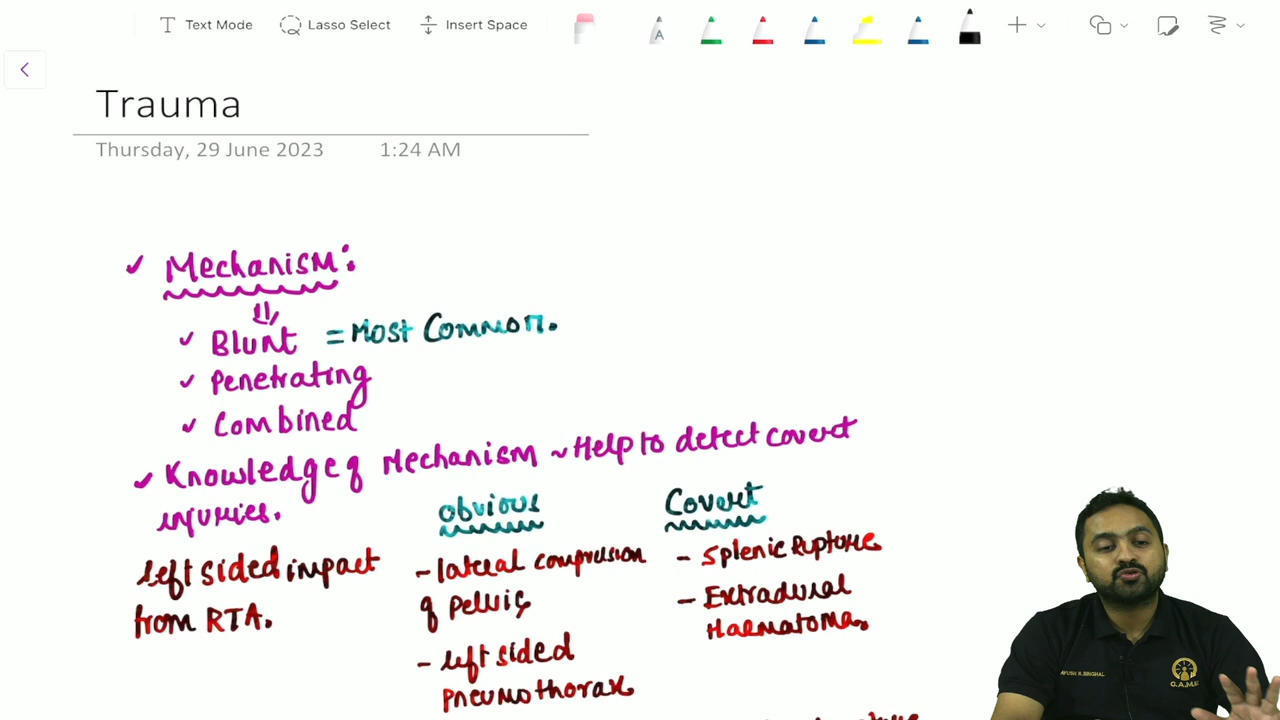 Text Mode Lasso Select Insert Space
A
Trauma
Thursday, 29 June 2023 1:24 AM
✓ Mechanism:
✓ Blunt = Most Common.
✓ Penetrating
✓ Combined
✓ Knowledge of Mechanism ~ Help to detect covert
injuries.
obvious Covert
left sided impact
from RTA.
- lateral compression
of Pelvis
- left sided
pneumothorax
- Splenic Rupture
- Extradural
Haematoma.
AYUSH R.SINGHAL
G.A.M.E